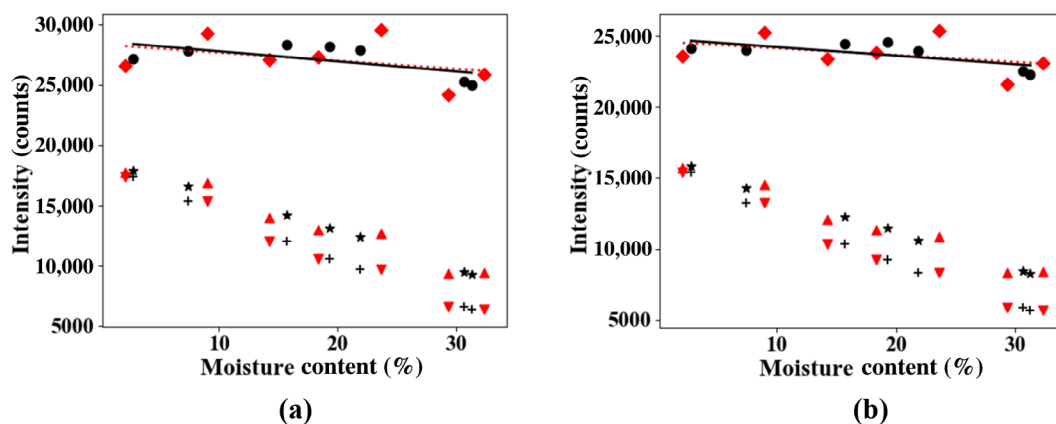 30,000
25,000
20,000
15,000
10,000
5000
Intensity (counts)
10
20
30
Moisture content (%)
(a)
25,000
20,000
15,000
10,000
5000
Intensity (counts)
10
20
30
Moisture content (%)
(b)